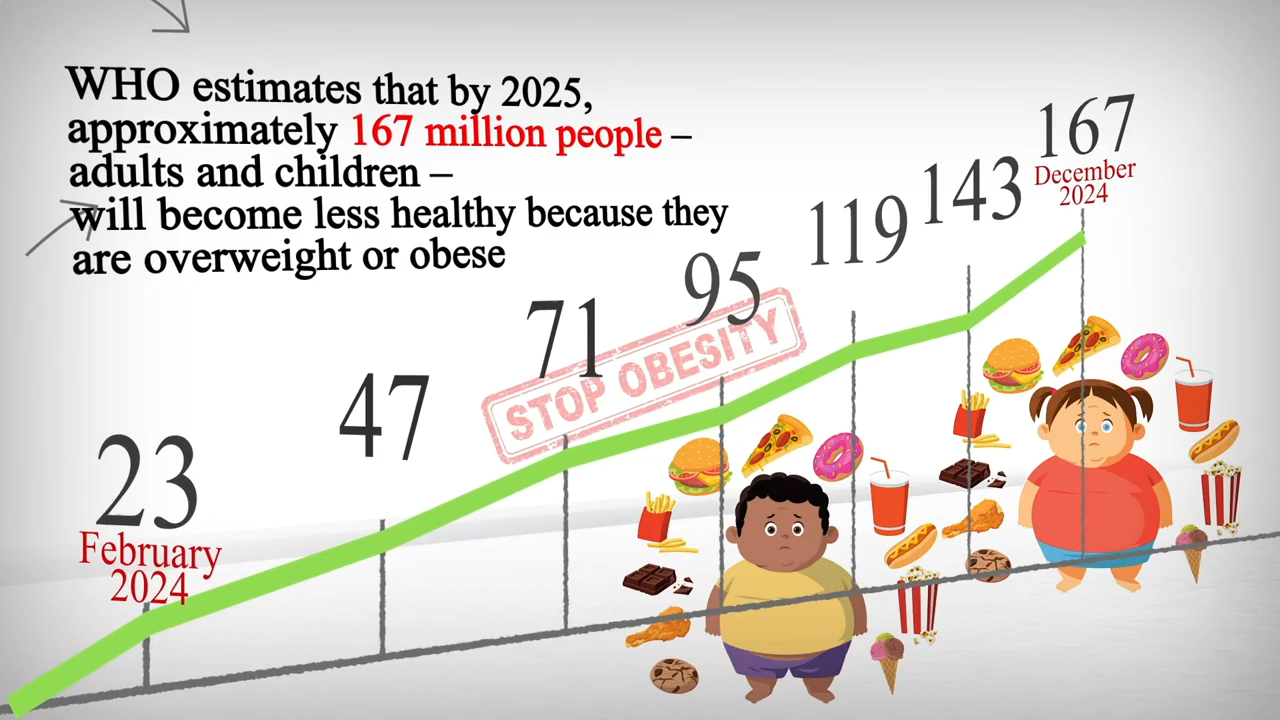 WHO estimates that by 2025,
approximately 167 million people –
adults and children –
will become less healthy because they
are overweight or obese
23
February
2024
47
71
95
119
143
167
December
2024
STOP OBESITY